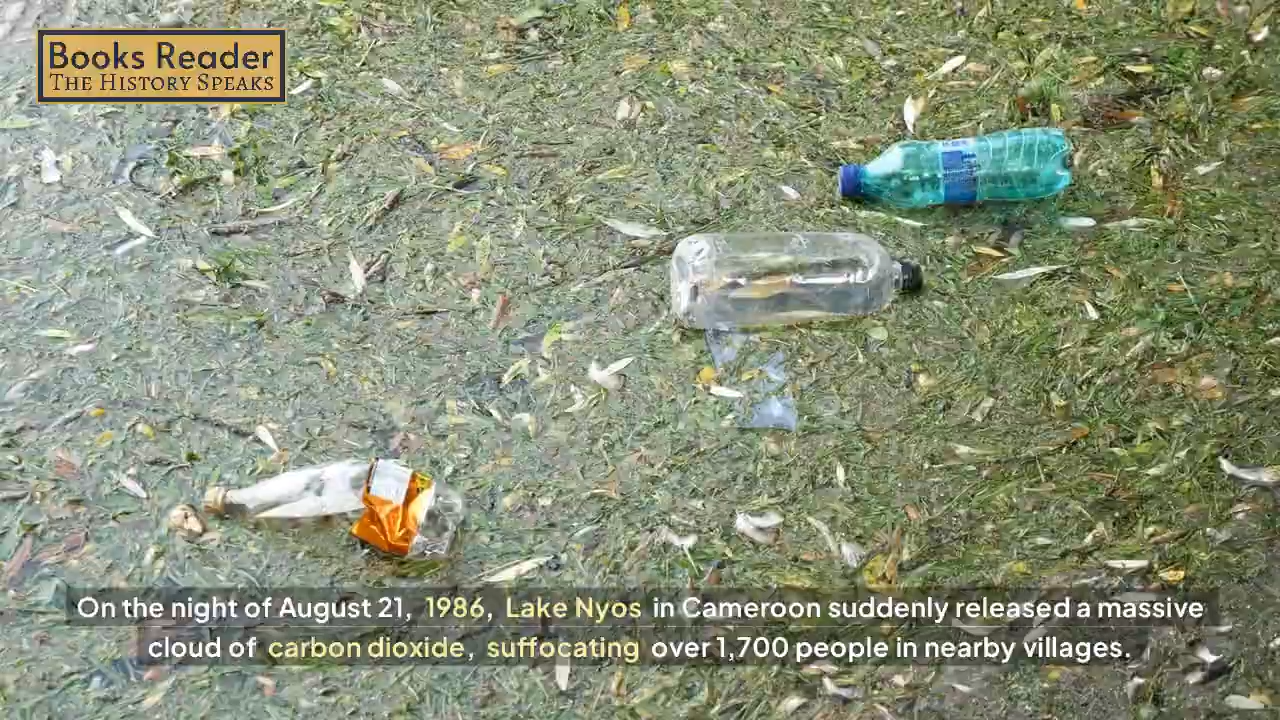 Books Reader
The History Speaks
On the night of August 21, 1986, Lake Nyos in Cameroon suddenly released a massive
cloud of carbon dioxide, suffocating over 1,700 people in nearby villages.